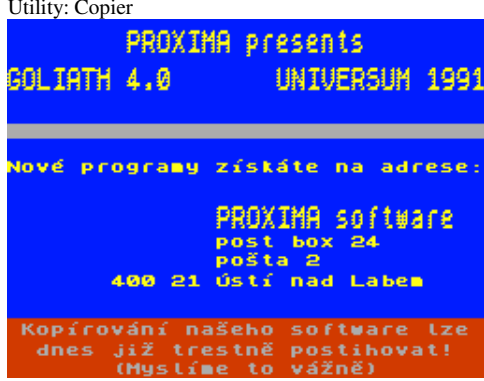 Utility: Copier
PROXIMA presents
GOLIATH 4.0 UNIVERSUM 1991
Nové programy získáte na adrese:
PROXIMA software
post box 24
pošta 2
400 21 Ústí nad Labem
Kopírování našeho software lze
dnes již trestně postihovat!
(Myslíme to vážně)